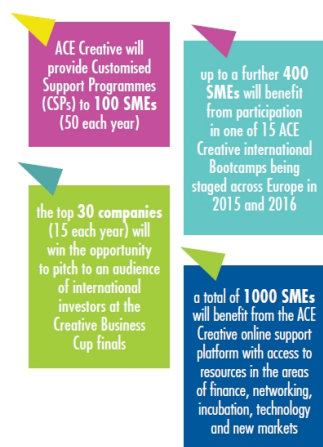 ACE Creative will
provide Customised
Support Programmes
(CSPs) to 100 SMEs
(50 each year)
up to a further 400
SMEs will benefit
from participation
in one of 15 ACE
Creative international
Bootcamps being
staged across Europe in
2015 and 2016
the top 30 companies
(15 each year) will
win the opportunity
to pitch to an audience
of international
investors at the
Creative Business
Cup finals
a total of 1000 SMEs
will benefit from the ACE
Creative online support
platform with access to
resources in the areas
of finance, networking,
incubation, technology
and new markets